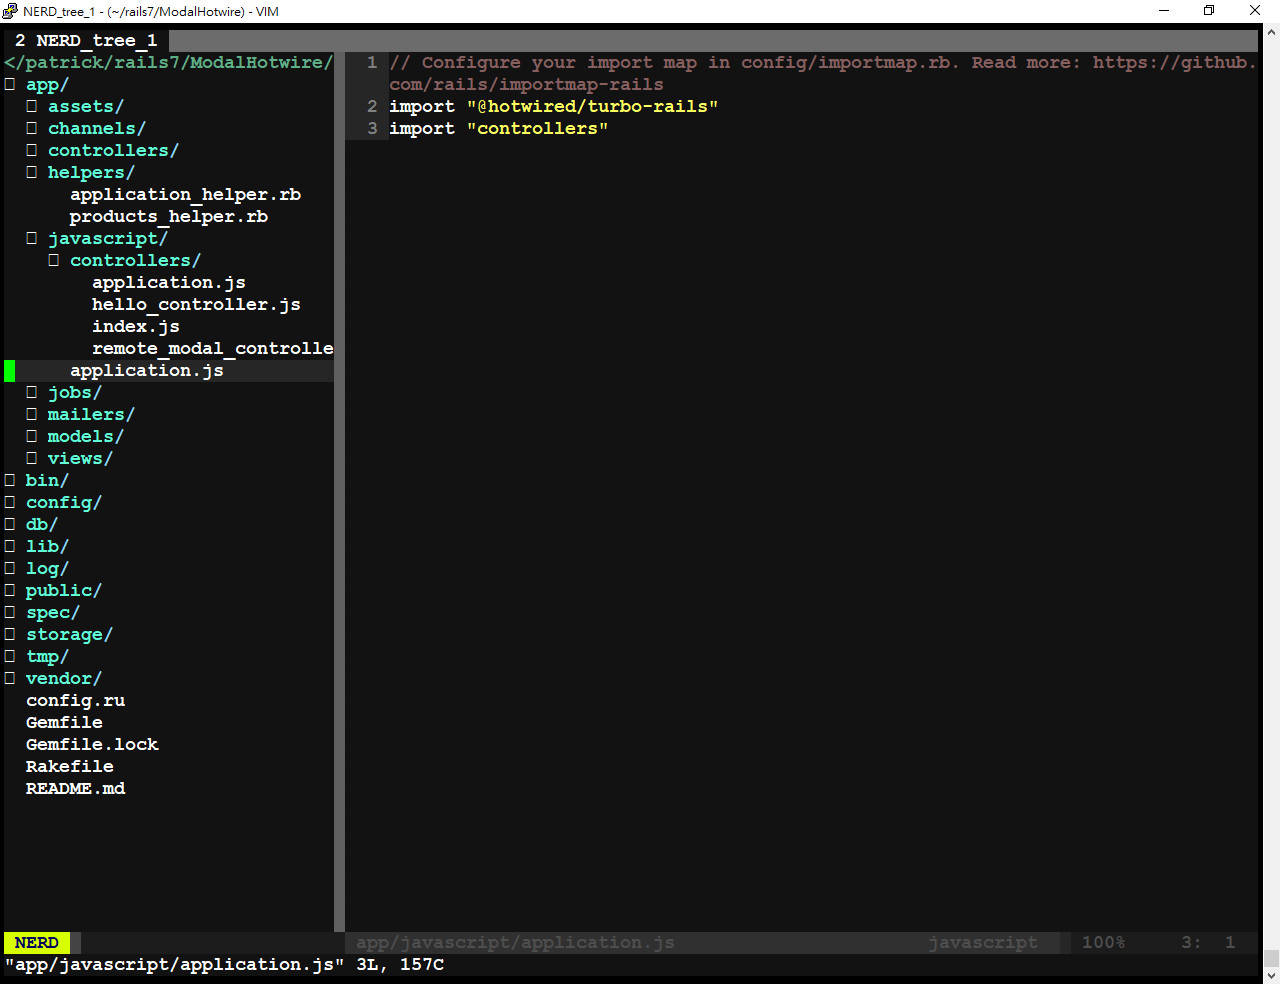 NERD_tree_1 - (~/rails7/ModalHotwire) - VIM
2 NERD_tree_1
</patrick/rails7/ModalHotwire/
app/
assets/
channels/
controllers/
helpers/
application_helper.rb
products_helper.rb
javascript/
controllers/
application.js
hello_controller.js
index.js
remote_modal_controlle
application.js
jobs/
mailers/
models/
views/
bin/
config/
db/
lib/
log/
public/
spec/
storage/
tmp/
vendor/
config.ru
Gemfile
Gemfile.lock
Rakefile
README.md
1 // Configure your import map in config/importmap.rb. Read more: https://github.
com/rails/importmap-rails
2 import "@hotwired/turbo-rails"
3 import "controllers"
NERD
app/javascript/application.js javascript 100% 3: 1
"app/javascript/application.js" 3L, 157C